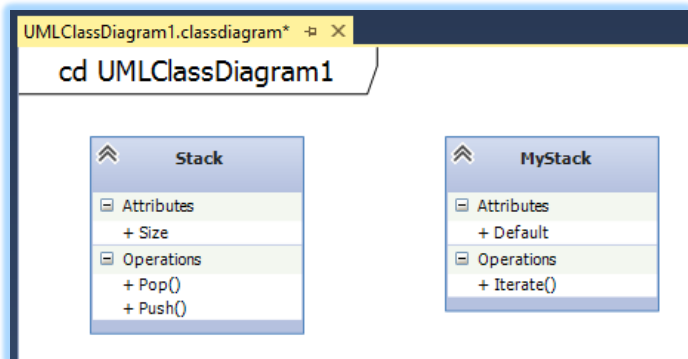 UMLClassDiagram1.classdiagram*
cd UMLClassDiagram1
Stack
Attributes
+ Size
Operations
+ Pop()
+ Push()
MyStack
Attributes
+ Default
Operations
+ Iterate()